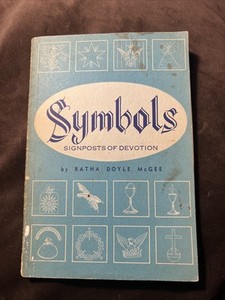 Symbols
SIGNPOSTS OF DEVOTION
by RATHA DOYLE McGEE